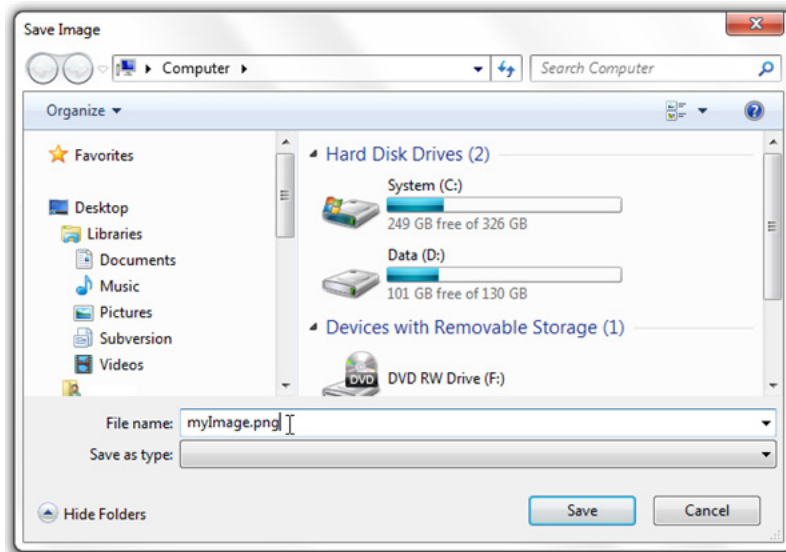 Save Image
Computer
Search Computer
Organize
Favorites
Desktop
Libraries
Documents
Music
Pictures
Subversion
Videos
Hard Disk Drives (2)
System (C:)
249 GB free of 326 GB
Data (D:)
101 GB free of 130 GB
Devices with Removable Storage (1)
DVD
DVD RW Drive (F:)
File name: myImage.png
Save as type:
Hide Folders
Save
Cancel